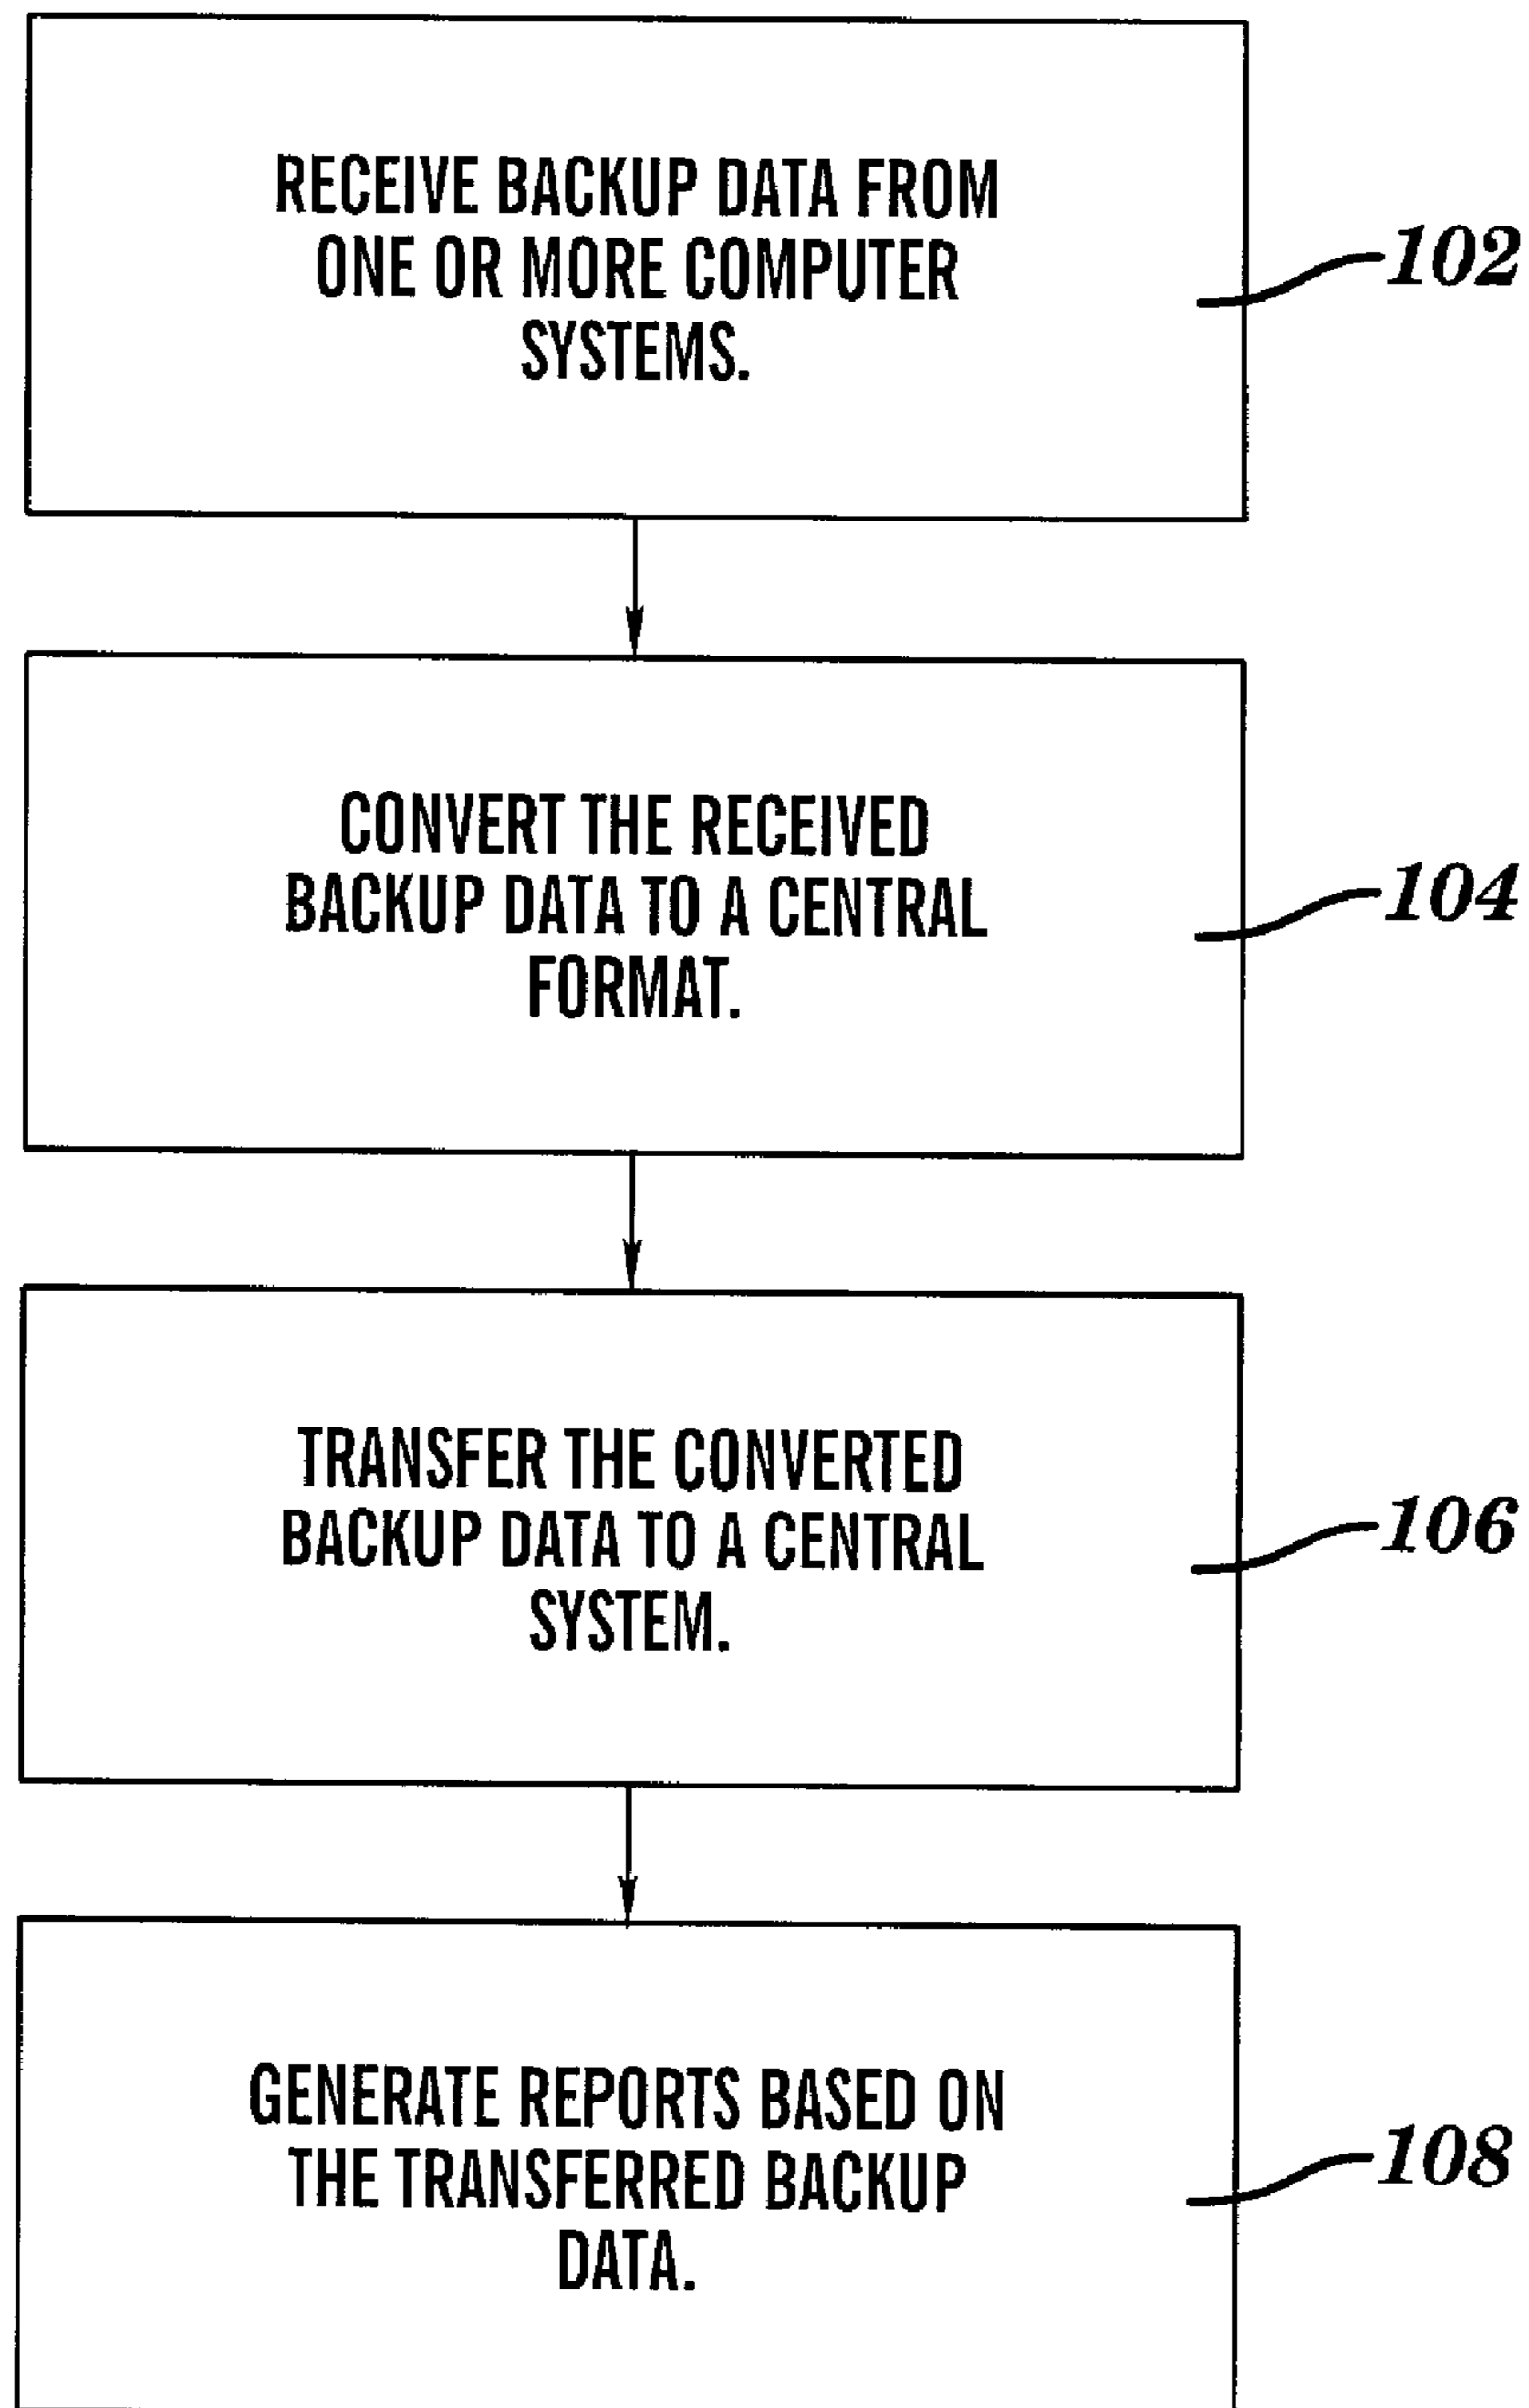 RECEIVE BACKUP DATA FROM
ONE OR MORE COMPUTER
SYSTEMS.
102
CONVERT THE RECEIVED
BACKUP DATA TO A CENTRAL
FORMAT.
104
TRANSFER THE CONVERTED
BACKUP DATA TO A CENTRAL
SYSTEM.
106
GENERATE REPORTS BASED ON
THE TRANSFERRED BACKUP
DATA.
108